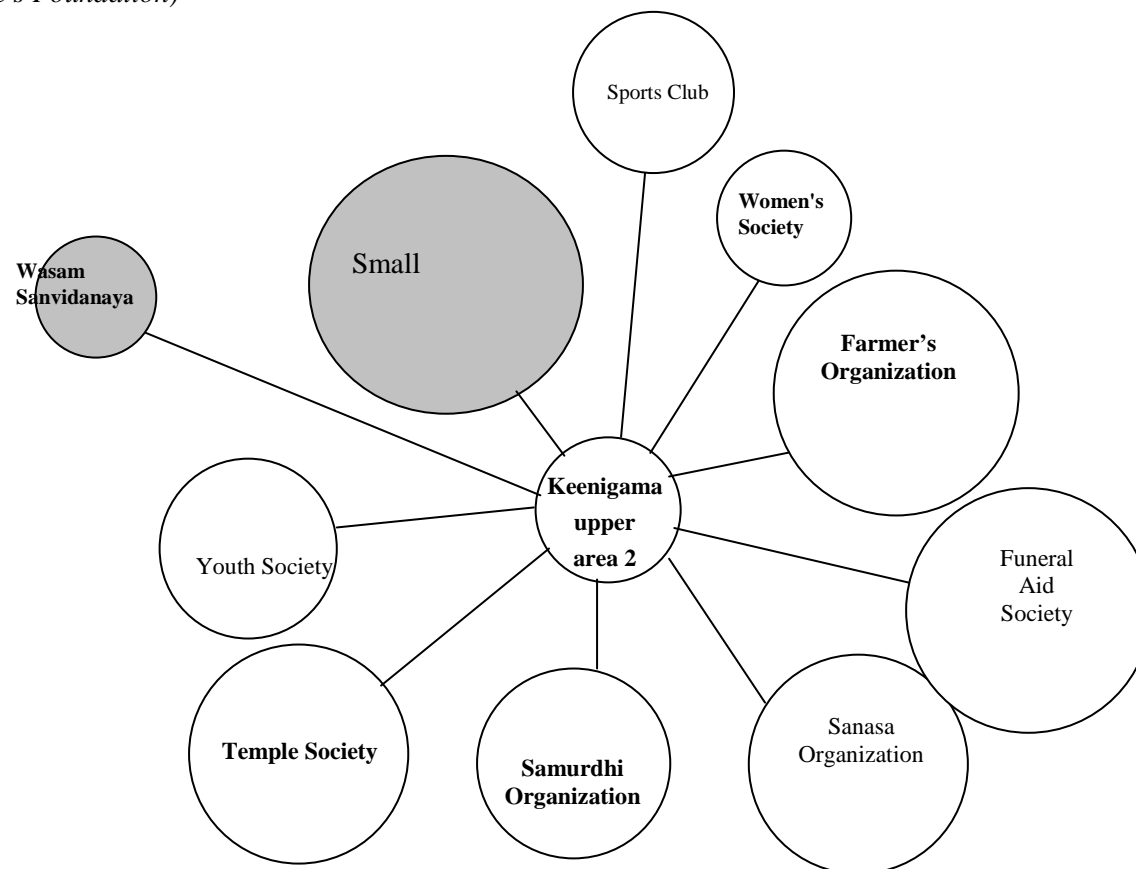 's Foundation)
Sports Club
Women's
Society
Small
Wasam
Sanvidanaya
Farmer’s
Organization
Keenigama
upper
area 2
Funeral
Aid
Society
Youth Society
Sanasa
Organization
Temple Society
Samurdhi
Organization